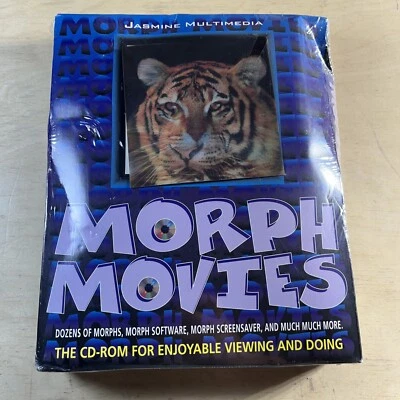 JASMINE MULTIMEDIA
MORPH
MOVIES
DOZENS OF MORPHS, MORPH SOFTWARE, MORPH SCREENSAVER, AND MUCH MUCH MORE.
THE CD-ROM FOR ENJOYABLE VIEWING AND DOING